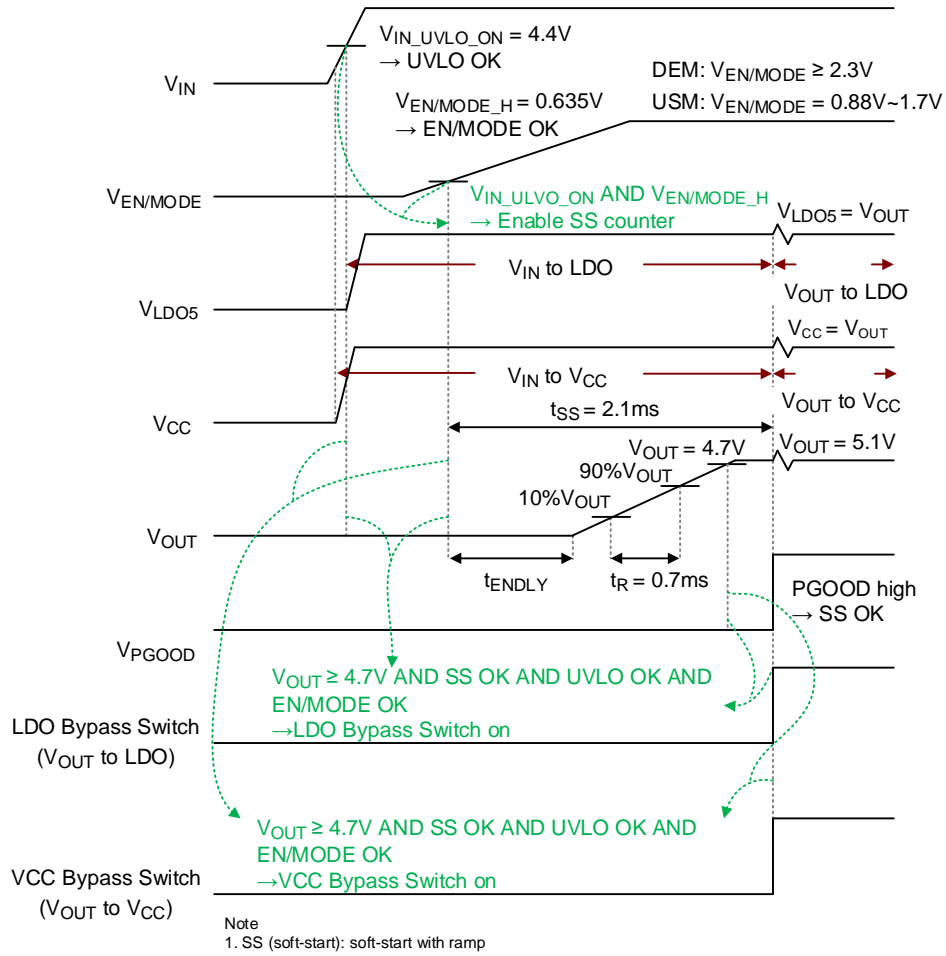 VIN_UVLO_ON = 4.4V
→ UVLO OK
VIN
DEM: VEN/MODE ≥ 2.3V
USM: VEN/MODE = 0.88V~1.7V
VEN/MODE_H = 0.635V
→ EN/MODE OK
VEN/MODE
VIN_ULVO_ON AND VEN/MODE_H
→ Enable SS counter
VLDO5 = VOUT
VIN to LDO
VOUT to LDO
VLDO5
VCC = VOUT
VIN to VCC
VOUT to VCC
VCC
tSS = 2.1ms
VOUT = 4.7V
VOUT = 5.1V
90%VOUT
10%VOUT
VOUT
tENDLY
tR = 0.7ms
PGOOD high
→ SS OK
VPGOOD
VOUT ≥ 4.7V AND SS OK AND UVLO OK AND
EN/MODE OK
→LDO Bypass Switch on
LDO Bypass Switch
(VOUT to LDO)
VOUT ≥ 4.7V AND SS OK AND UVLO OK AND
EN/MODE OK
→VCC Bypass Switch on
VCC Bypass Switch
(VOUT to VCC)
Note
1. SS (soft-start): soft-start with ramp